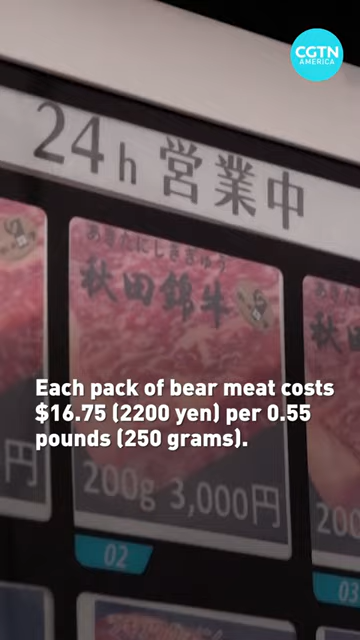 CGTN
AMERICA
24h 営業中
あきたにしきぎゅう
秋田錦牛
Each pack of bear meat costs
$16.75 (2200 yen) per 0.55
pounds (250 grams).
円
200g 3,000円
200
02
03